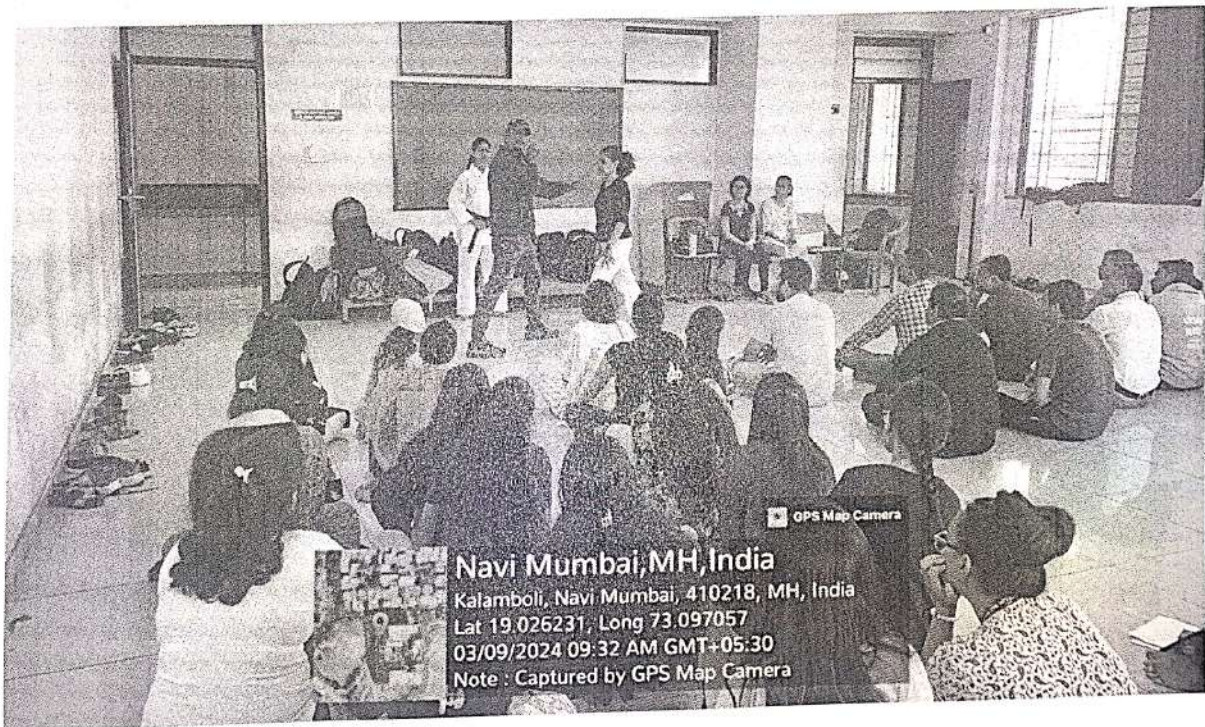 GPS Map Camera
Navi Mumbai,MH,India
Kalamboli, Navi Mumbai, 410218, MH, India
Lat 19.026231, Long 73.097057
03/09/2024 09:32 AM GMT+05:30
Note : Captured by GPS Map Camera